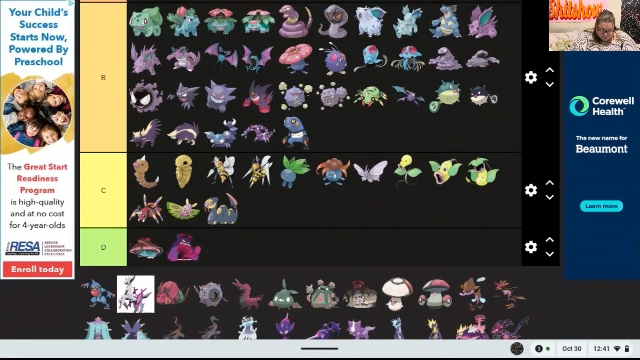 Your Child's
Success
Starts Now,
Powered By
Preschool
The Great Start
Readiness
Program
is high-quality
and at no cost
for 4-year-olds
RESA
Enroll today
B
C
D
Shitshow
Corewell
Health
The new name for
Beaumont
Learn more
Oct 30
12:41